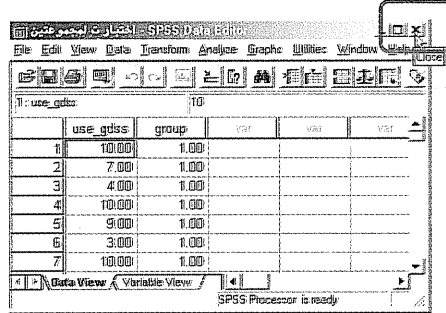 اختبار ت لمجموعتين - SPSS Data Editor
File Edit View Data Transform Analyze Graphs Utilities Window Help
Close
1 : use_gdss 10
use_gdss group var var var
1 10.00 1.00
2 7.00 1.00
3 4.00 1.00
4 10.00 1.00
5 9.00 1.00
6 3.00 1.00
7 10.00 1.00
Data View Variable View
SPSS Processor is ready